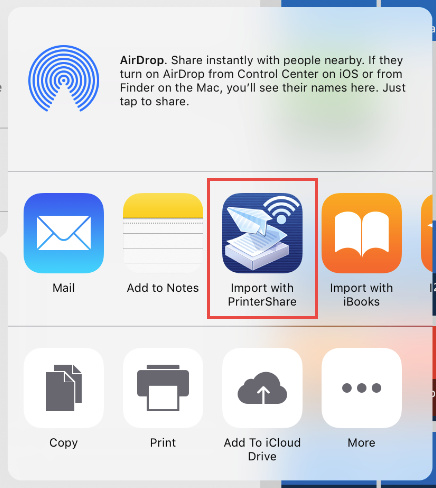 AirDrop. Share instantly with people nearby. If they
turn on AirDrop from Control Center on iOS or from
Finder on the Mac, you'll see their names here. Just
tap to share.
Mail
Add to Notes
Import with
PrinterShare
Import with
iBooks
Copy
Print
Add To iCloud
Drive
More